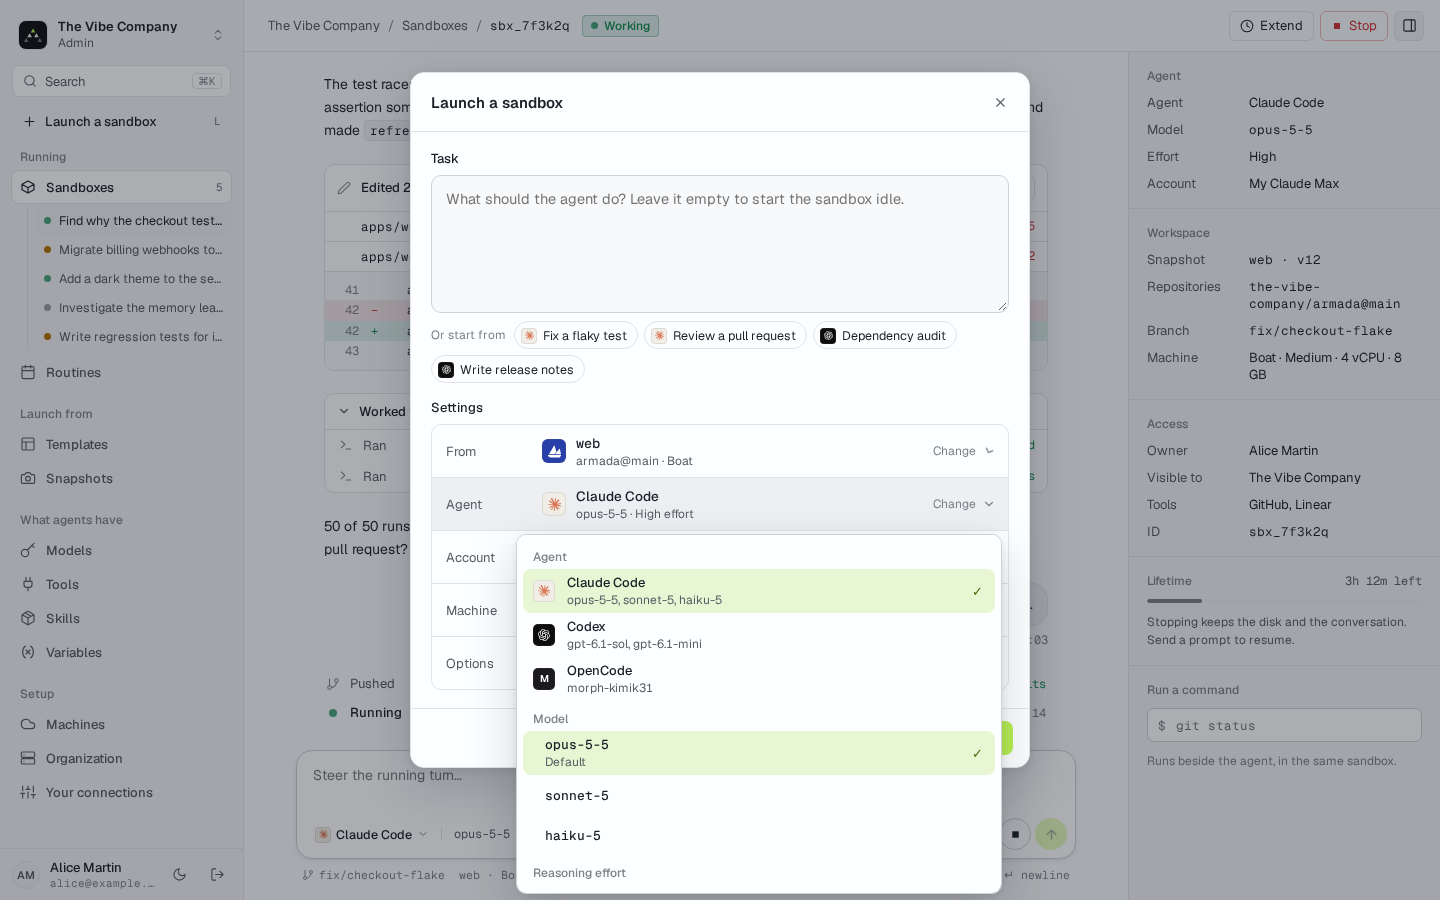 The Vibe Company
Admin
Search
⌘K
Launch a sandbox
L
Running
Sandboxes
5
Find why the checkout test...
Migrate billing webhooks to...
Add a dark theme to the se...
Investigate the memory lea...
Write regression tests for i...
Routines
Launch from
Templates
Snapshots
What agents have
Models
Tools
Skills
Variables
Setup
Machines
Organization
Your connections
AM
Alice Martin
alice@example....
The Vibe Company / Sandboxes / sbx_7f3k2q
Working
Extend
Stop
The test race
assertion som
nd
made refre
Edited 2
apps/w
5
apps/w
2
41
42 −
42 +
43
Worked
Ran
Ran
50 of 50 runs
pull request?
:03
Pushed
Running
14
Steer the running turn...
Claude Code
opus-5-5
fix/checkout-flake
web · Bo
↵ newline
Launch a sandbox
Task
What should the agent do? Leave it empty to start the sandbox idle.
Or start from
Fix a flaky test
Review a pull request
Dependency audit
Write release notes
Settings
From
web
armada@main · Boat
Change
Agent
Claude Code
opus-5-5 · High effort
Change
Account
Machine
Options
Agent
Claude Code
opus-5-5, sonnet-5, haiku-5
✓
Codex
gpt-6.1-sol, gpt-6.1-mini
M
OpenCode
morph-kimik31
Model
opus-5-5
Default
✓
sonnet-5
haiku-5
Reasoning effort
Agent
Agent Claude Code
Model opus-5-5
Effort High
Account My Claude Max
Workspace
Snapshot web · v12
Repositories the-vibe-
company/armada@main
Branch fix/checkout-flake
Machine Boat · Medium · 4 vCPU · 8
GB
Access
Owner Alice Martin
Visible to The Vibe Company
Tools GitHub, Linear
ID sbx_7f3k2q
Lifetime 3h 12m left
Stopping keeps the disk and the conversation.
Send a prompt to resume.
Run a command
$ git status
Runs beside the agent, in the same sandbox.